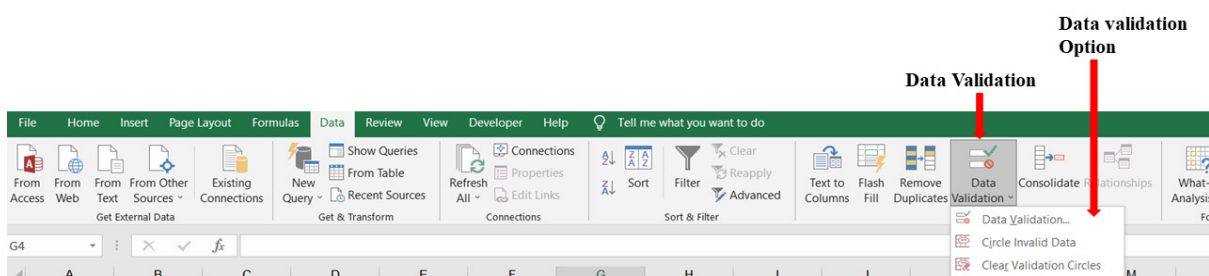 Data validation
Option
Data Validation
File Home Insert Page Layout Formulas Data Review View Developer Help Tell me what you want to do
From Access
From Web
From Text
From Other Sources
Existing Connections
Get External Data
New Query
Show Queries
From Table
Recent Sources
Get & Transform
Refresh All
Connections
Properties
Edit Links
Connections
Sort
Filter
Clear
Reapply
Advanced
Sort & Filter
Text to Columns
Flash Fill
Remove Duplicates
Data Validation
Consolidate
Relationships
What-
Analysis
Data Validation...
Circle Invalid Data
Clear Validation Circles
G4
fx
A B C D E F G H I M